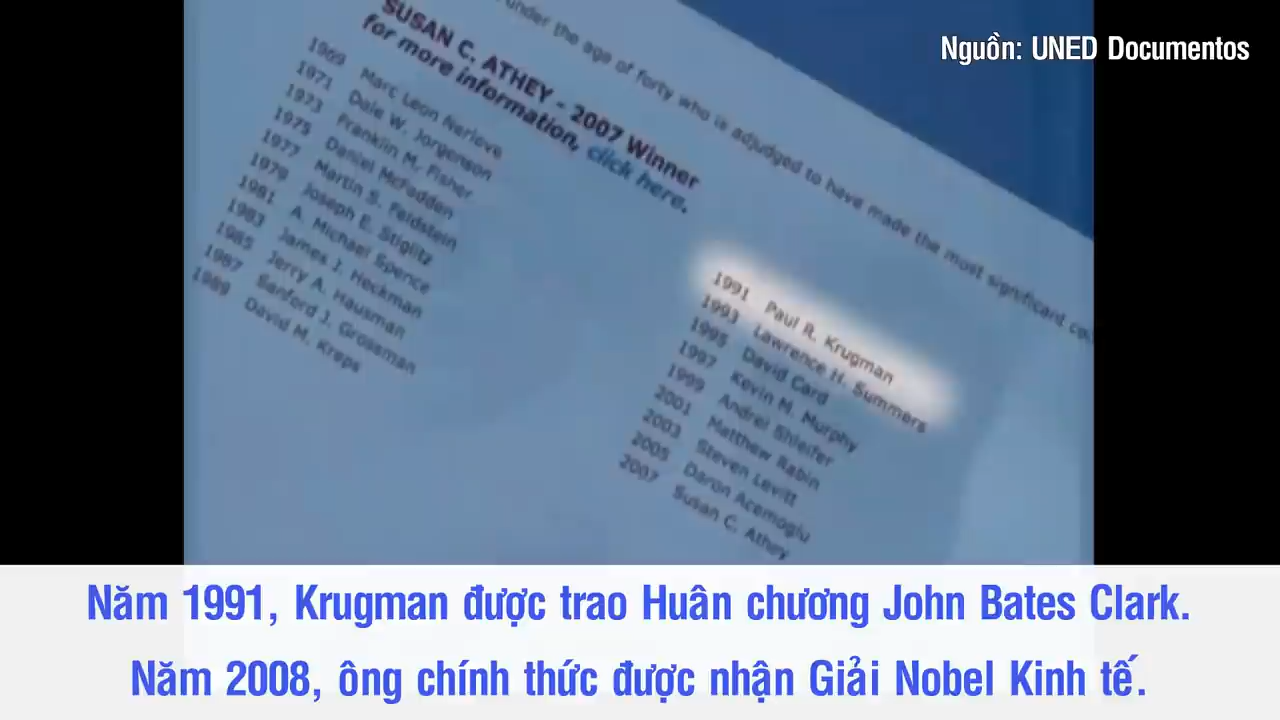 Nguồn: UNED Documentos
under the age of forty who is adjudged to have made the most significant
SUSAN C. ATHEY - 2007 Winner
for more information, click here.
1969 Marc Leon Nerlove
1971 Dale W. Jorgenson
1973 Franklin M. Fisher
1975 Daniel McFadden
1977 Martin S. Feldstein
1979 Joseph E. Stiglitz
1981 A. Michael Spence
1983 James J. Heckman
1985 Jerry A. Hausman
1987 Sanford J. Grossman
1989 David M. Kreps
1991 Paul R. Krugman
1993 Lawrence H. Summers
1995 David Card
1997 Kevin M. Murphy
1999 Andrei Shleifer
2001 Matthew Rabin
2003 Steven Levitt
2005 Daron Acemoglu
2007 Susan C. Athey
Năm 1991, Krugman được trao Huân chương John Bates Clark.
Năm 2008, ông chính thức được nhận Giải Nobel Kinh tế.